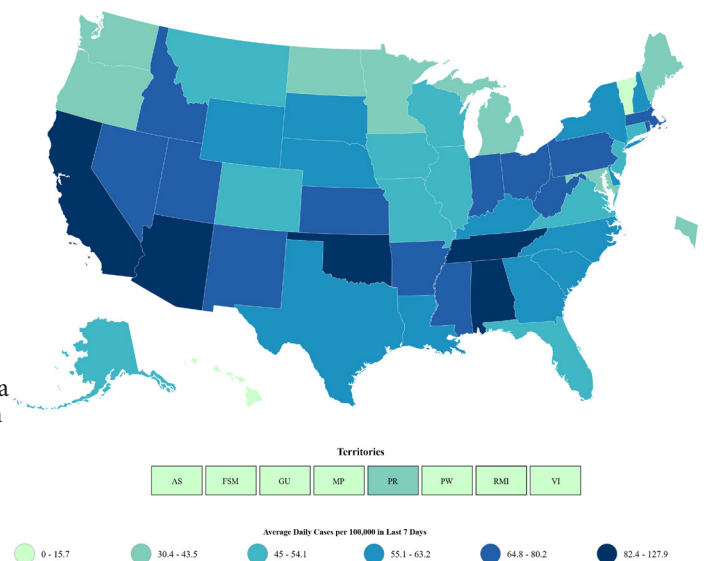 a
Territories
AS FSM GU MP PR PW RMI VI
Average Daily Cases per 100,000 in Last 7 Days
0 - 15.7 30.4 - 43.5 45 - 54.1 55.1 - 63.2 64.8 - 80.2 82.4 - 127.9